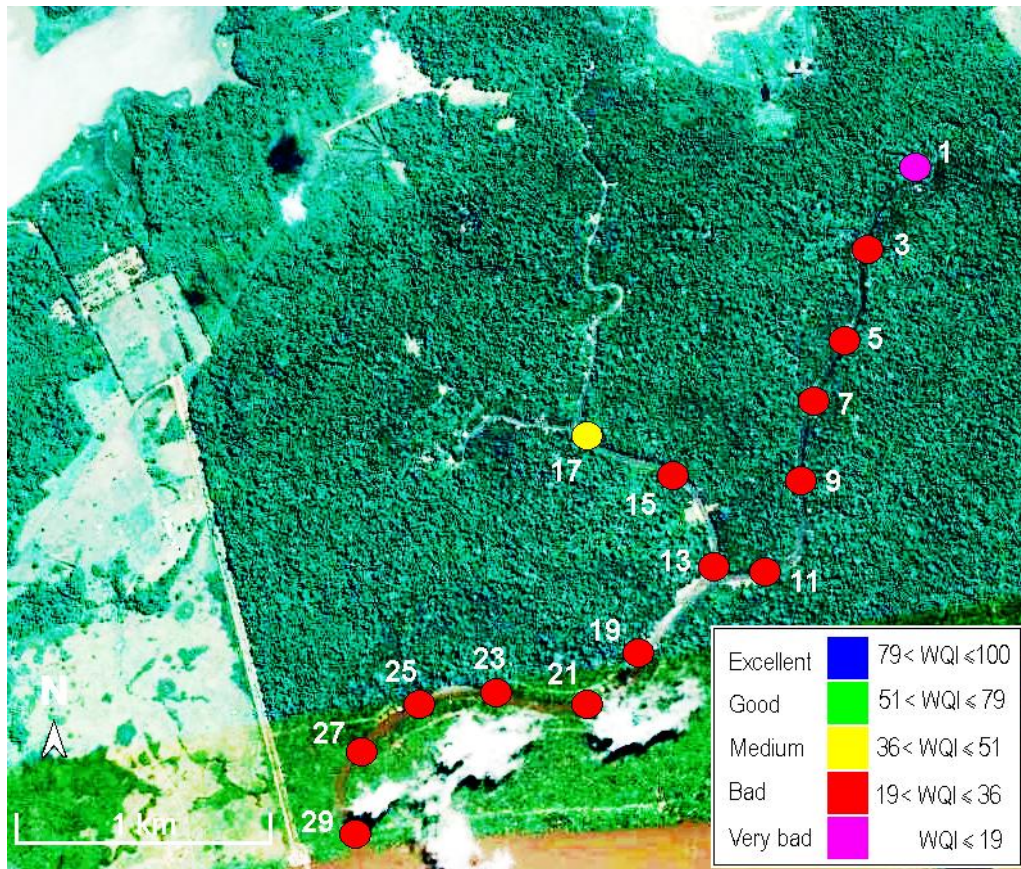 1
3
5
7
9
17
15
13
11
19
23
25
21
27
29
N
1 km
Excellent 79< WQI ⩽100
Good 51< WQI ⩽ 79
Medium 36< WQI ⩽ 51
Bad 19< WQI ⩽ 36
Very bad WQI ⩽ 19